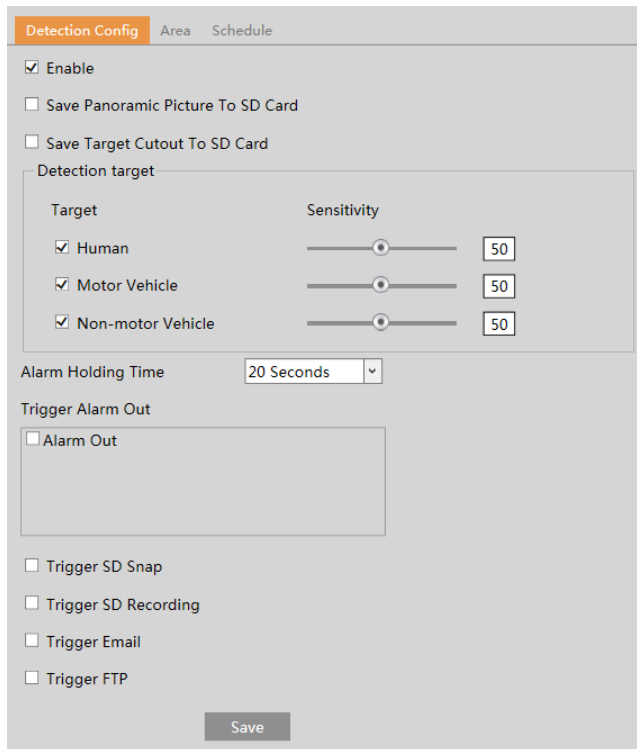 Detection Config Area Schedule
Enable
Save Panoramic Picture To SD Card
Save Target Cutout To SD Card
Detection target
Target Sensitivity
Human 50
Motor Vehicle 50
Non-motor Vehicle 50
Alarm Holding Time 20 Seconds
Trigger Alarm Out
Alarm Out
Trigger SD Snap
Trigger SD Recording
Trigger Email
Trigger FTP
Save